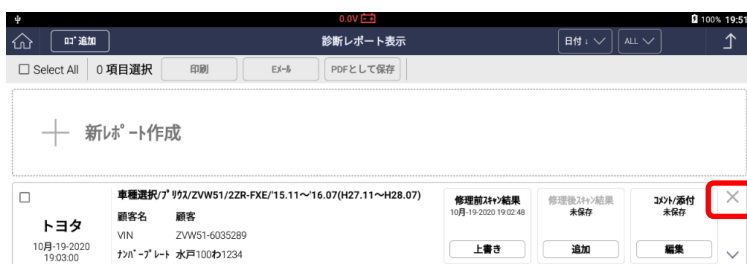 0.0V
100% 19:51
ﾛｺﾞ追加 診断レポート表示 日付↓ ALL
Select All 0 項目選択 印刷 Eﾒｰﾙ PDFとして保存
新ﾚﾎﾟｰﾄ作成
車種選択/ﾌﾟﾘｳｽ/ZVW51/2ZR-FXE/'15.11～'16.07(H27.11～H28.07)
顧客名 顧客
VIN ZVW51-6035289
ﾅﾝﾊﾞｰﾌﾟﾚｰﾄ 水戸100わ1234
トヨタ
10月-19-2020
19:03:00
修理前ｽｷｬﾝ結果
10月-19-2020 19:02:48
上書き
修理後ｽｷｬﾝ結果
未保存
追加
ｺﾒﾝﾄ/添付
未保存
編集